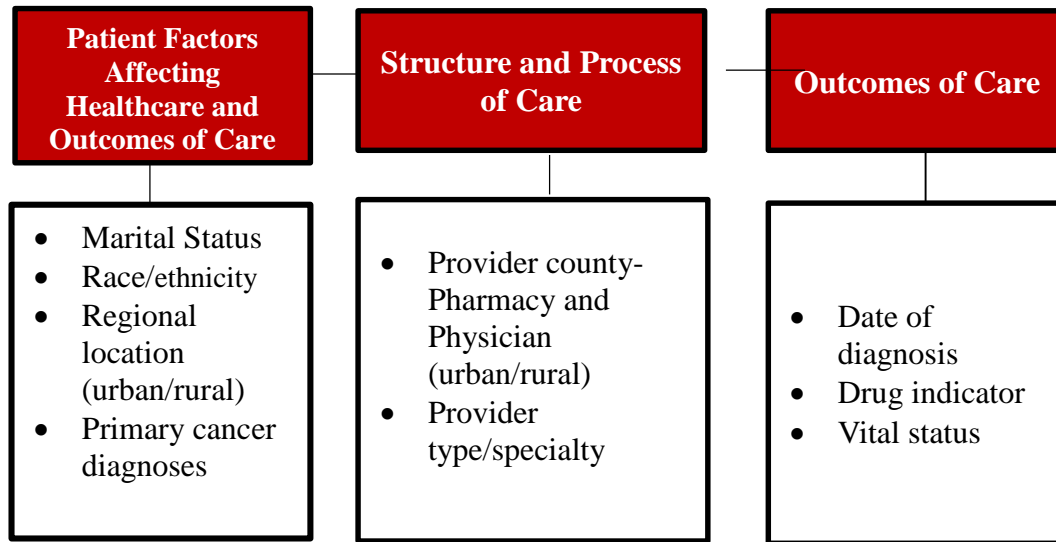 Patient Factors
Affecting
Healthcare and
Outcomes of Care
Structure and Process
of Care
Outcomes of Care
• Marital Status
• Race/ethnicity
• Regional
location
(urban/rural)
• Primary cancer
diagnoses
• Provider county-
Pharmacy and
Physician
(urban/rural)
• Provider
type/specialty
• Date of
diagnosis
• Drug indicator
• Vital status